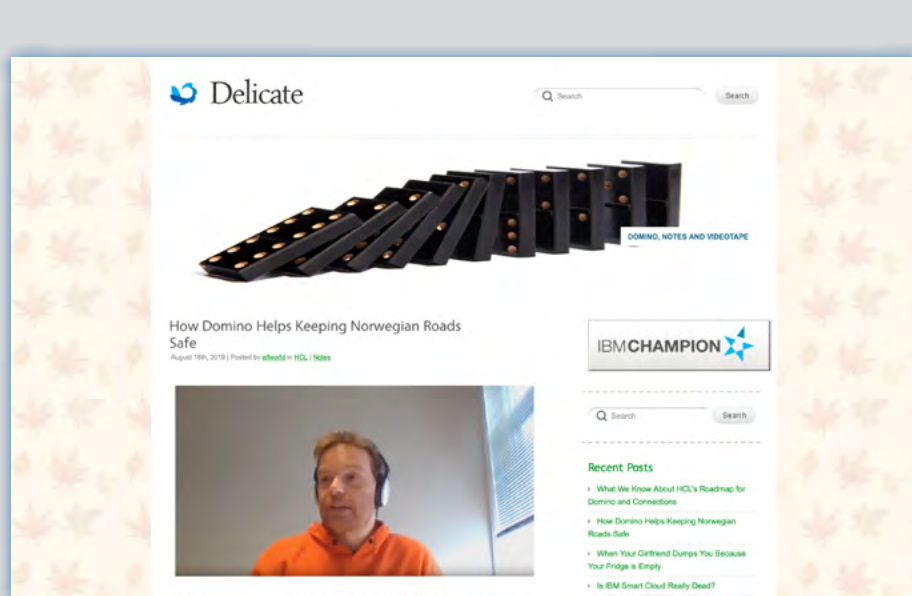 Delicate
Search Search
DOMINO, NOTES AND VIDEOTAPE
How Domino Helps Keeping Norwegian Roads
Safe
August 18th, 2019 | Posted by elfworld in HCL | Notes
IBM CHAMPION
Search Search
Recent Posts
What We Know About HCL's Roadmap for
Domino and Connections
How Domino Helps Keeping Norwegian
Roads Safe
When Your Girlfriend Dumps You Because
Your Fridge is Empty
Is IBM Smart Cloud Really Dead?